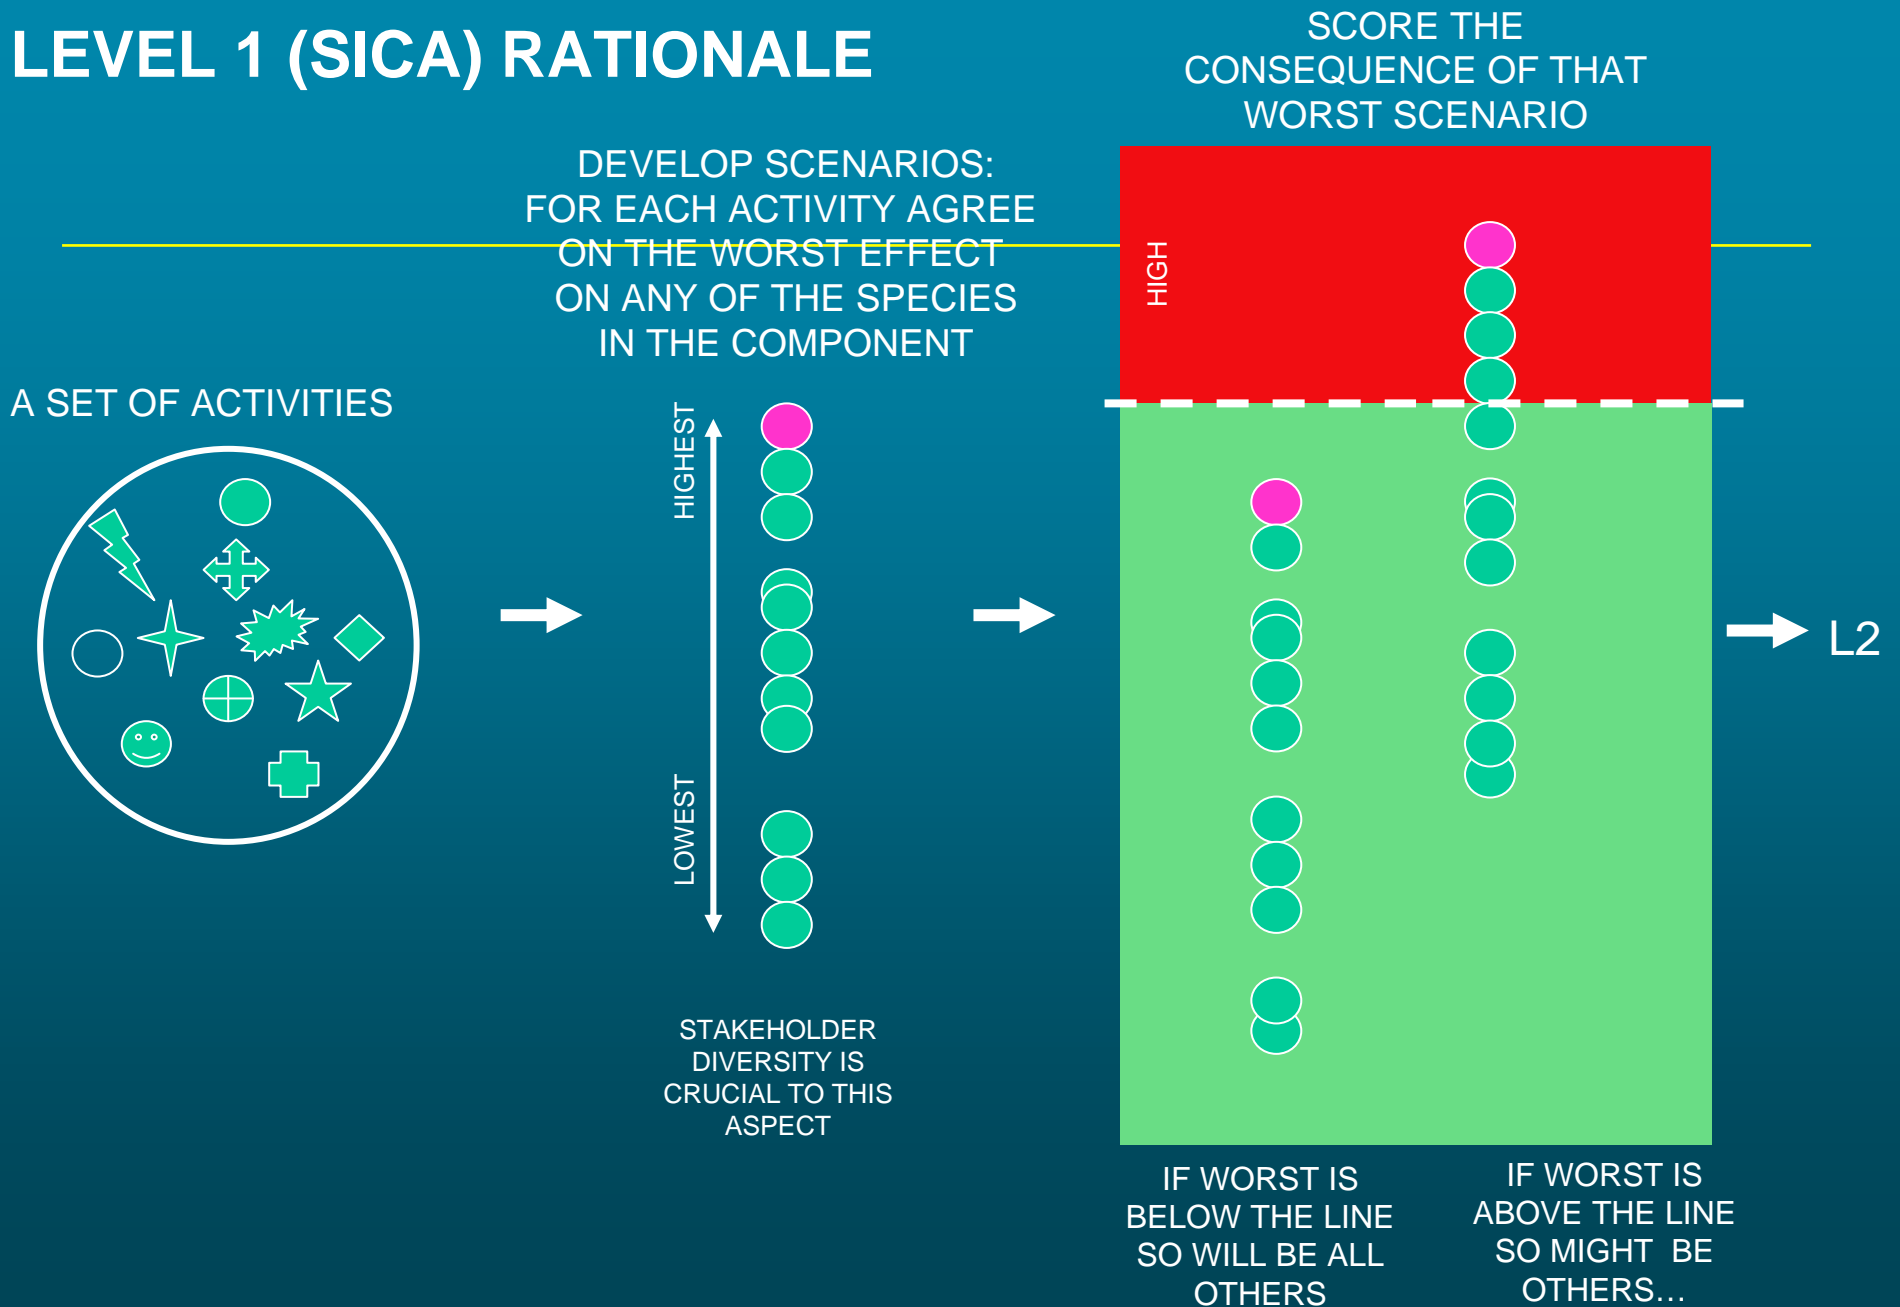 LEVEL 1 (SICA) RATIONALE
SCORE THE
CONSEQUENCE OF THAT
WORST SCENARIO
DEVELOP SCENARIOS:
FOR EACH ACTIVITY AGREE
ON THE WORST EFFECT
ON ANY OF THE SPECIES
IN THE COMPONENT
HIGH
A SET OF ACTIVITIES
HIGHEST
LOWEST
L2
STAKEHOLDER
DIVERSITY IS
CRUCIAL TO THIS
ASPECT
IF WORST IS
BELOW THE LINE
SO WILL BE ALL
OTHERS
IF WORST IS
ABOVE THE LINE
SO MIGHT  BE
OTHERS…